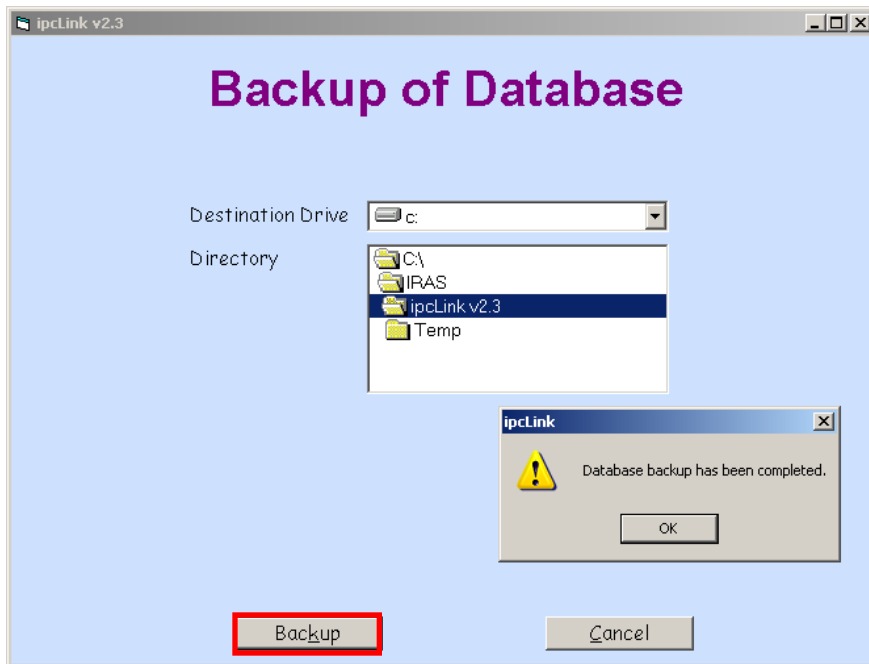 ipcLink v2.3
Backup of Database
Destination Drive c:
Directory
C:\
IRAS
ipcLink v2.3
Temp
ipcLink
Database backup has been completed.
OK
Backup Cancel